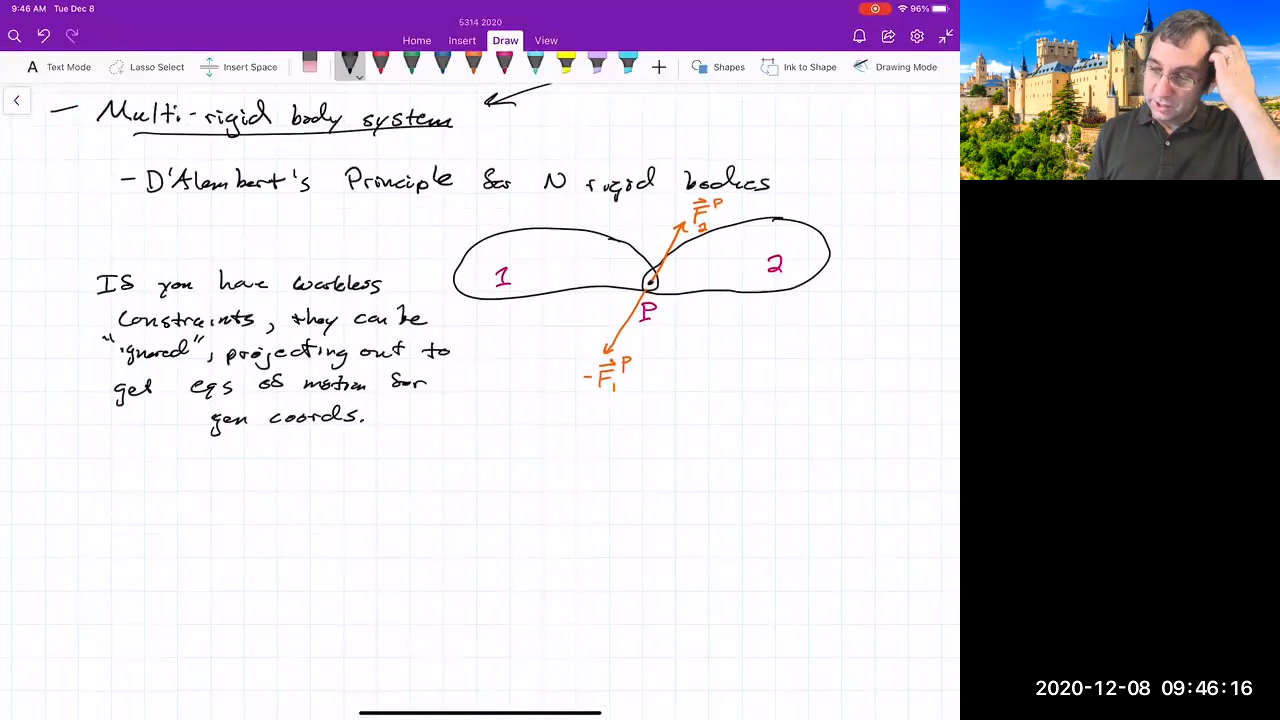 9:46 AM Tue Dec 8
96%
5314 2020
Home Insert Draw View
Text Mode Lasso Select Insert Space Shapes Ink to Shape Drawing Mode
- Multi-rigid body system
- D'Alembert's Principle for N rigid bodies
F⃗₂ᴾ
1
2
P
-F⃗₁ᴾ
If you have workless
constraints, they can be
"ignored", projecting out to
get eqs of motion for
gen coords.
2020-12-08 09:46:16